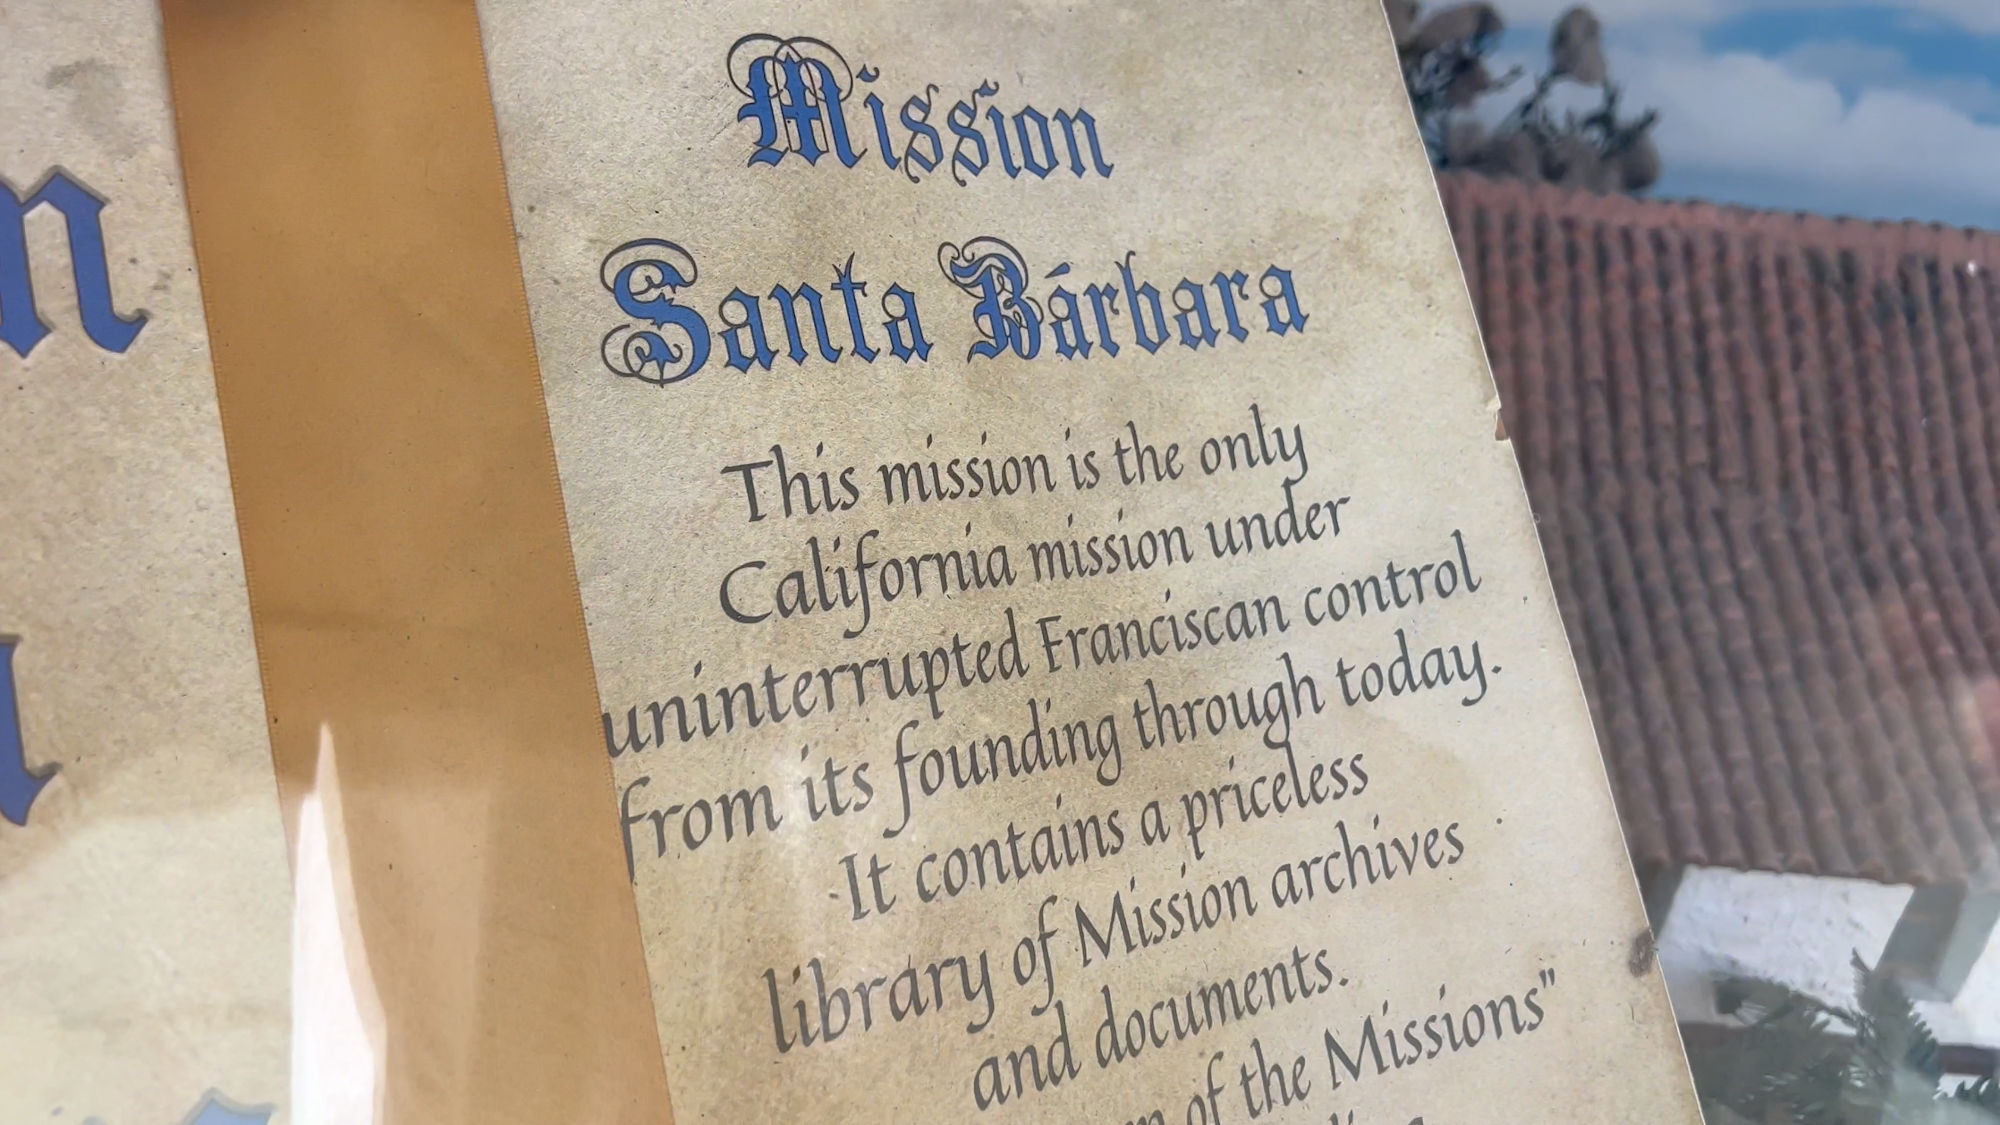 Mission
Santa Bárbara
This mission is the only
California mission under
uninterrupted Franciscan control
from its founding through today.
It contains a priceless
library of Mission archives
and documents.
of the Missions"